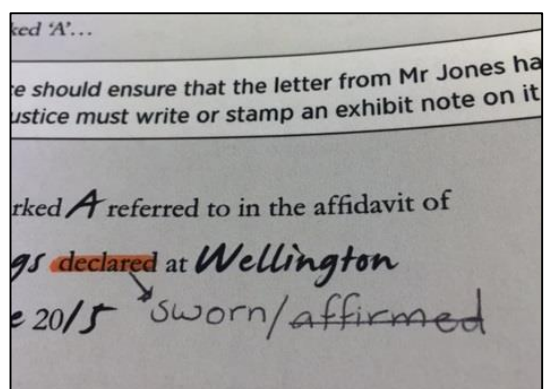 ked 'A'...
e should ensure that the letter from Mr Jones ha
ustice must write or stamp an exhibit note on it
rked A referred to in the affidavit of
gs declared at Wellington
e 20/5 sworn/affirmed